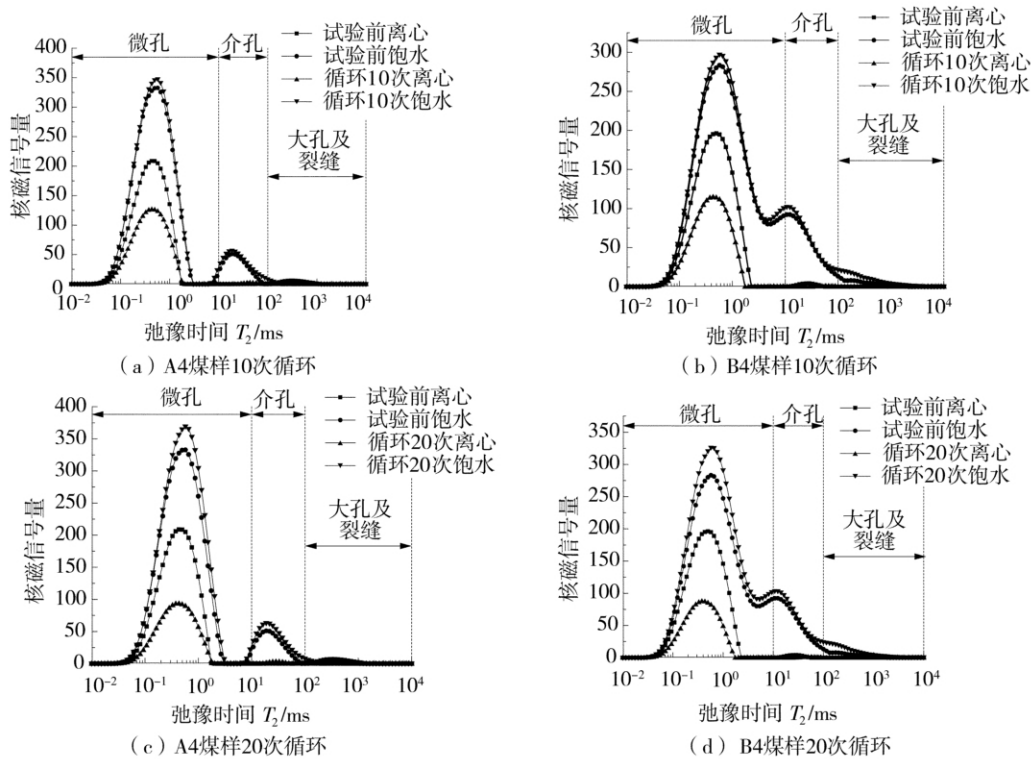 400
350
300
250
200
150
100
50
0
核磁信号量
微孔
介孔
大孔及
裂缝
试验前离心
试验前饱水
循环10次离心
循环10次饱水
10⁻² 10⁻¹ 10⁰ 10¹ 10² 10³ 10⁴
弛豫时间 T₂/ms
（a）A4煤样10次循环
300
250
200
150
100
50
0
核磁信号量
微孔
介孔
大孔及
裂缝
试验前离心
试验前饱水
循环10次离心
循环10次饱水
10⁻² 10⁻¹ 10⁰ 10¹ 10² 10³ 10⁴
弛豫时间 T₂/ms
（b）B4煤样10次循环
400
350
300
250
200
150
100
50
0
核磁信号量
微孔
介孔
大孔及
裂缝
试验前离心
试验前饱水
循环20次离心
循环20次饱水
10⁻² 10⁻¹ 10⁰ 10¹ 10² 10³ 10⁴
弛豫时间 T₂/ms
（c）A4煤样20次循环
350
300
250
200
150
100
50
0
核磁信号量
微孔
介孔
大孔及
裂缝
试验前离心
试验前饱水
循环20次离心
循环20次饱水
10⁻² 10⁻¹ 10⁰ 10¹ 10² 10³ 10⁴
弛豫时间 T₂/ms
（d）B4煤样20次循环